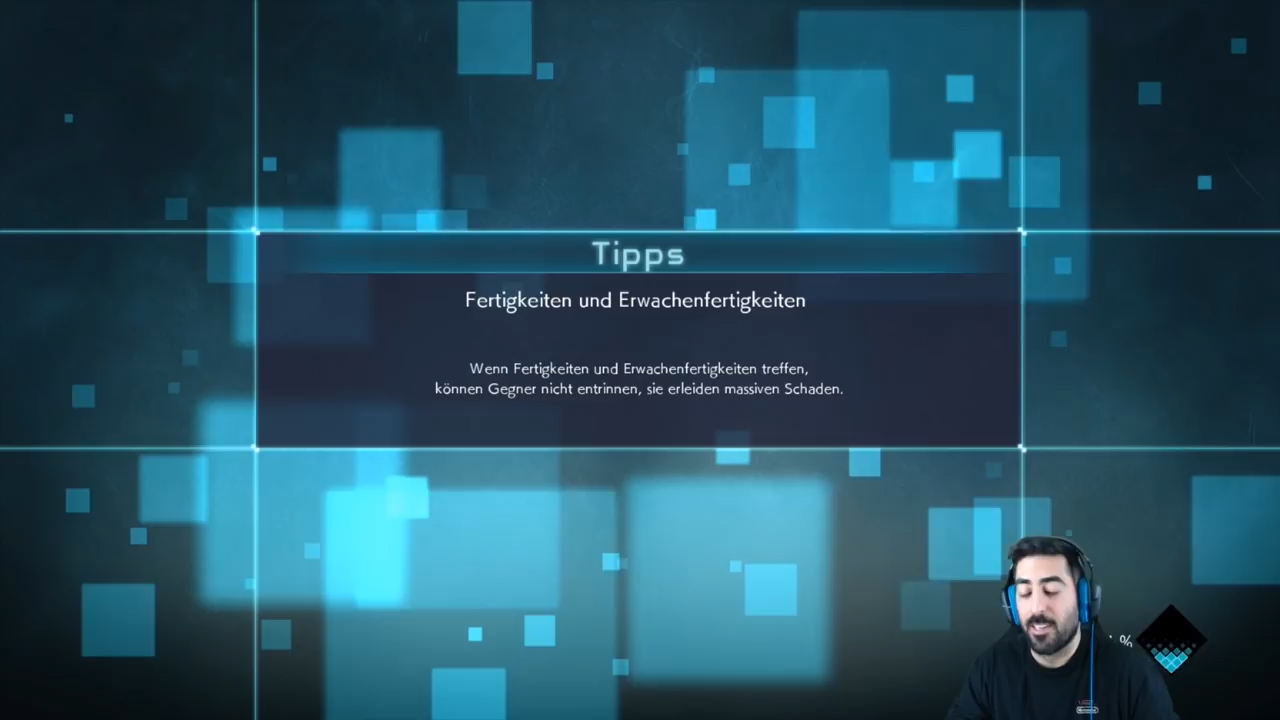 Tipps
Fertigkeiten und Erwachenfertigkeiten
Wenn Fertigkeiten und Erwachenfertigkeiten treffen,
können Gegner nicht entrinnen, sie erleiden massiven Schaden.
%